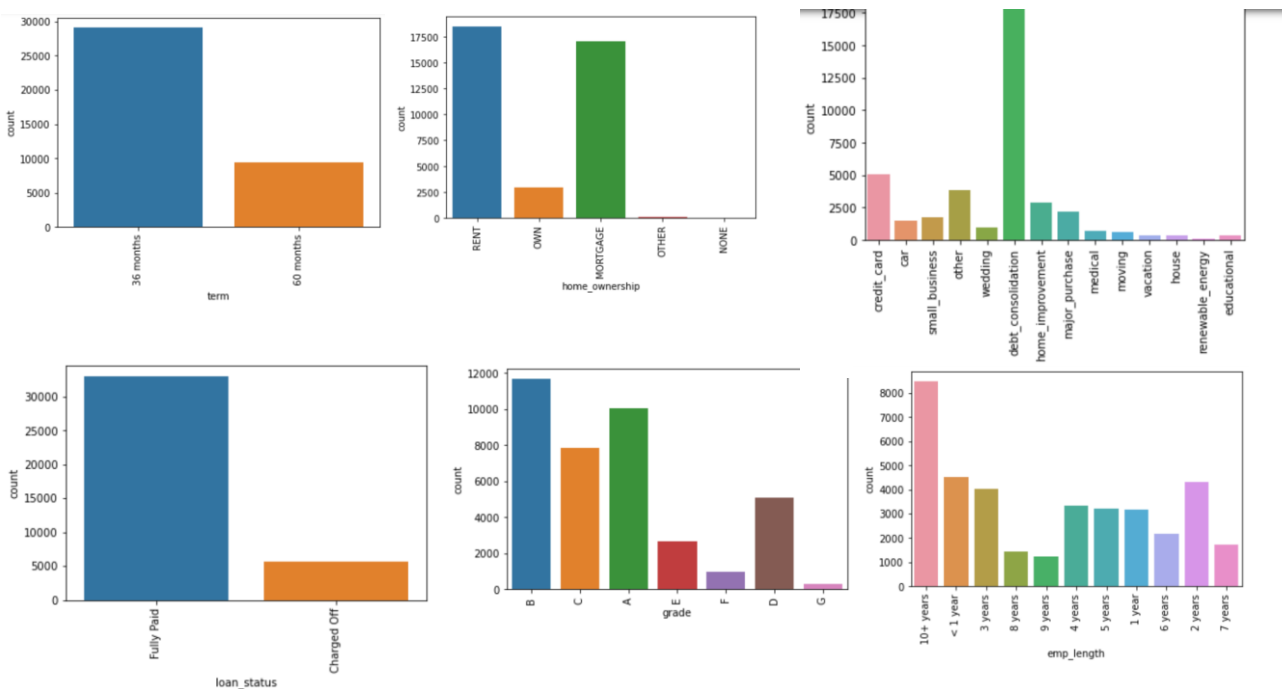 30000
25000
20000
15000
10000
5000
0
count
36 months
60 months
term
17500
15000
12500
10000
7500
5000
2500
0
count
RENT
OWN
MORTGAGE
OTHER
NONE
home_ownership
17500
15000
12500
10000
7500
5000
2500
0
count
credit_card
car
small_business
other
wedding
debt_consolidation
home_improvement
major_purchase
medical
moving
vacation
house
renewable_energy
educational
30000
25000
20000
15000
10000
5000
0
count
Fully Paid
Charged Off
loan_status
12000
10000
8000
6000
4000
2000
0
count
B
C
A
E
F
D
G
grade
8000
7000
6000
5000
4000
3000
2000
1000
0
count
10+ years
< 1 year
3 years
8 years
9 years
4 years
5 years
1 year
6 years
2 years
7 years
emp_length